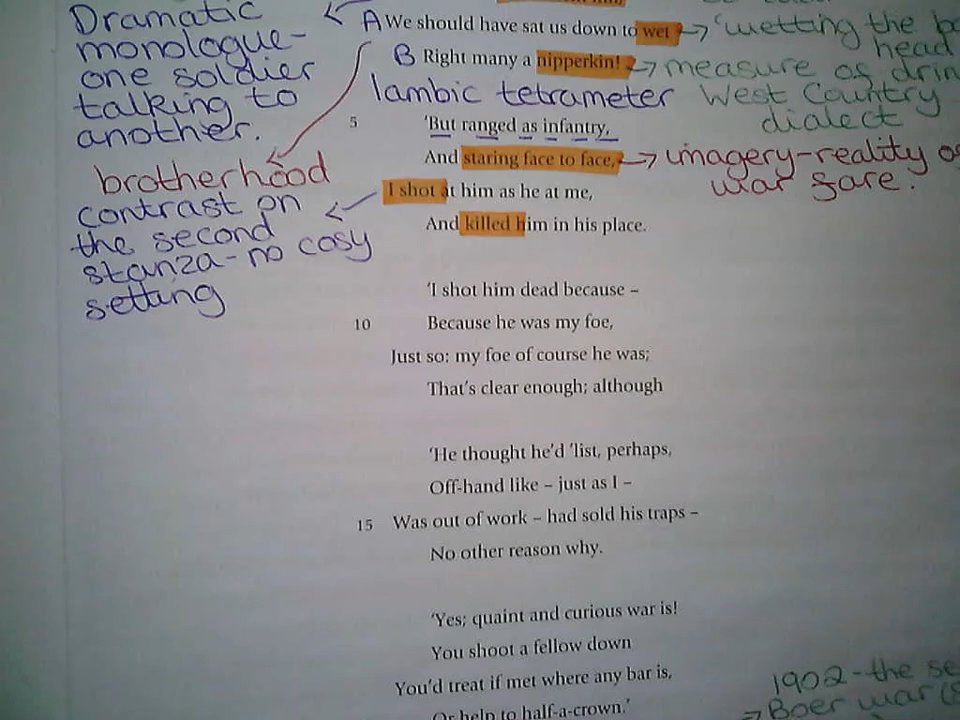 Dramatic
monologue-
one soldier
talking to
another.
brotherhood
contrast on
the second
stanza - no cosy
setting
A We should have sat us down to wet → 'wetting the
head
B Right many a nipperkin! → measure of
Iambic tetrameter West Country
dialect
5 'But ranged as infantry,
And staring face to face, → imagery-reality
war fare.
I shot at him as he at me,
And killed him in his place.
'I shot him dead because –
10 Because he was my foe,
Just so: my foe of course he was;
That's clear enough; although
'He thought he'd 'list, perhaps,
Off-hand like – just as I –
15 Was out of work – had sold his traps –
No other reason why.
'Yes; quaint and curious war is!
You shoot a fellow down
You'd treat if met where any bar is,
Or help to half-a-crown.'
1902 - the
→ Boer war